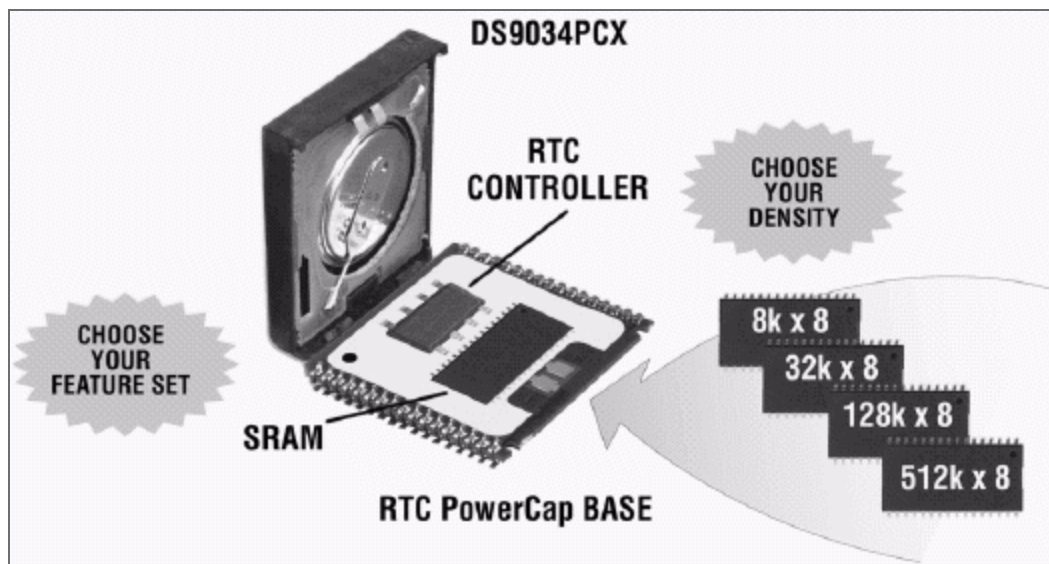 DS9034PCX
RTC
CONTROLLER
CHOOSE
YOUR
DENSITY
CHOOSE
YOUR
FEATURE SET
8k x 8
32k x 8
128k x 8
512k x 8
SRAM
RTC PowerCap BASE